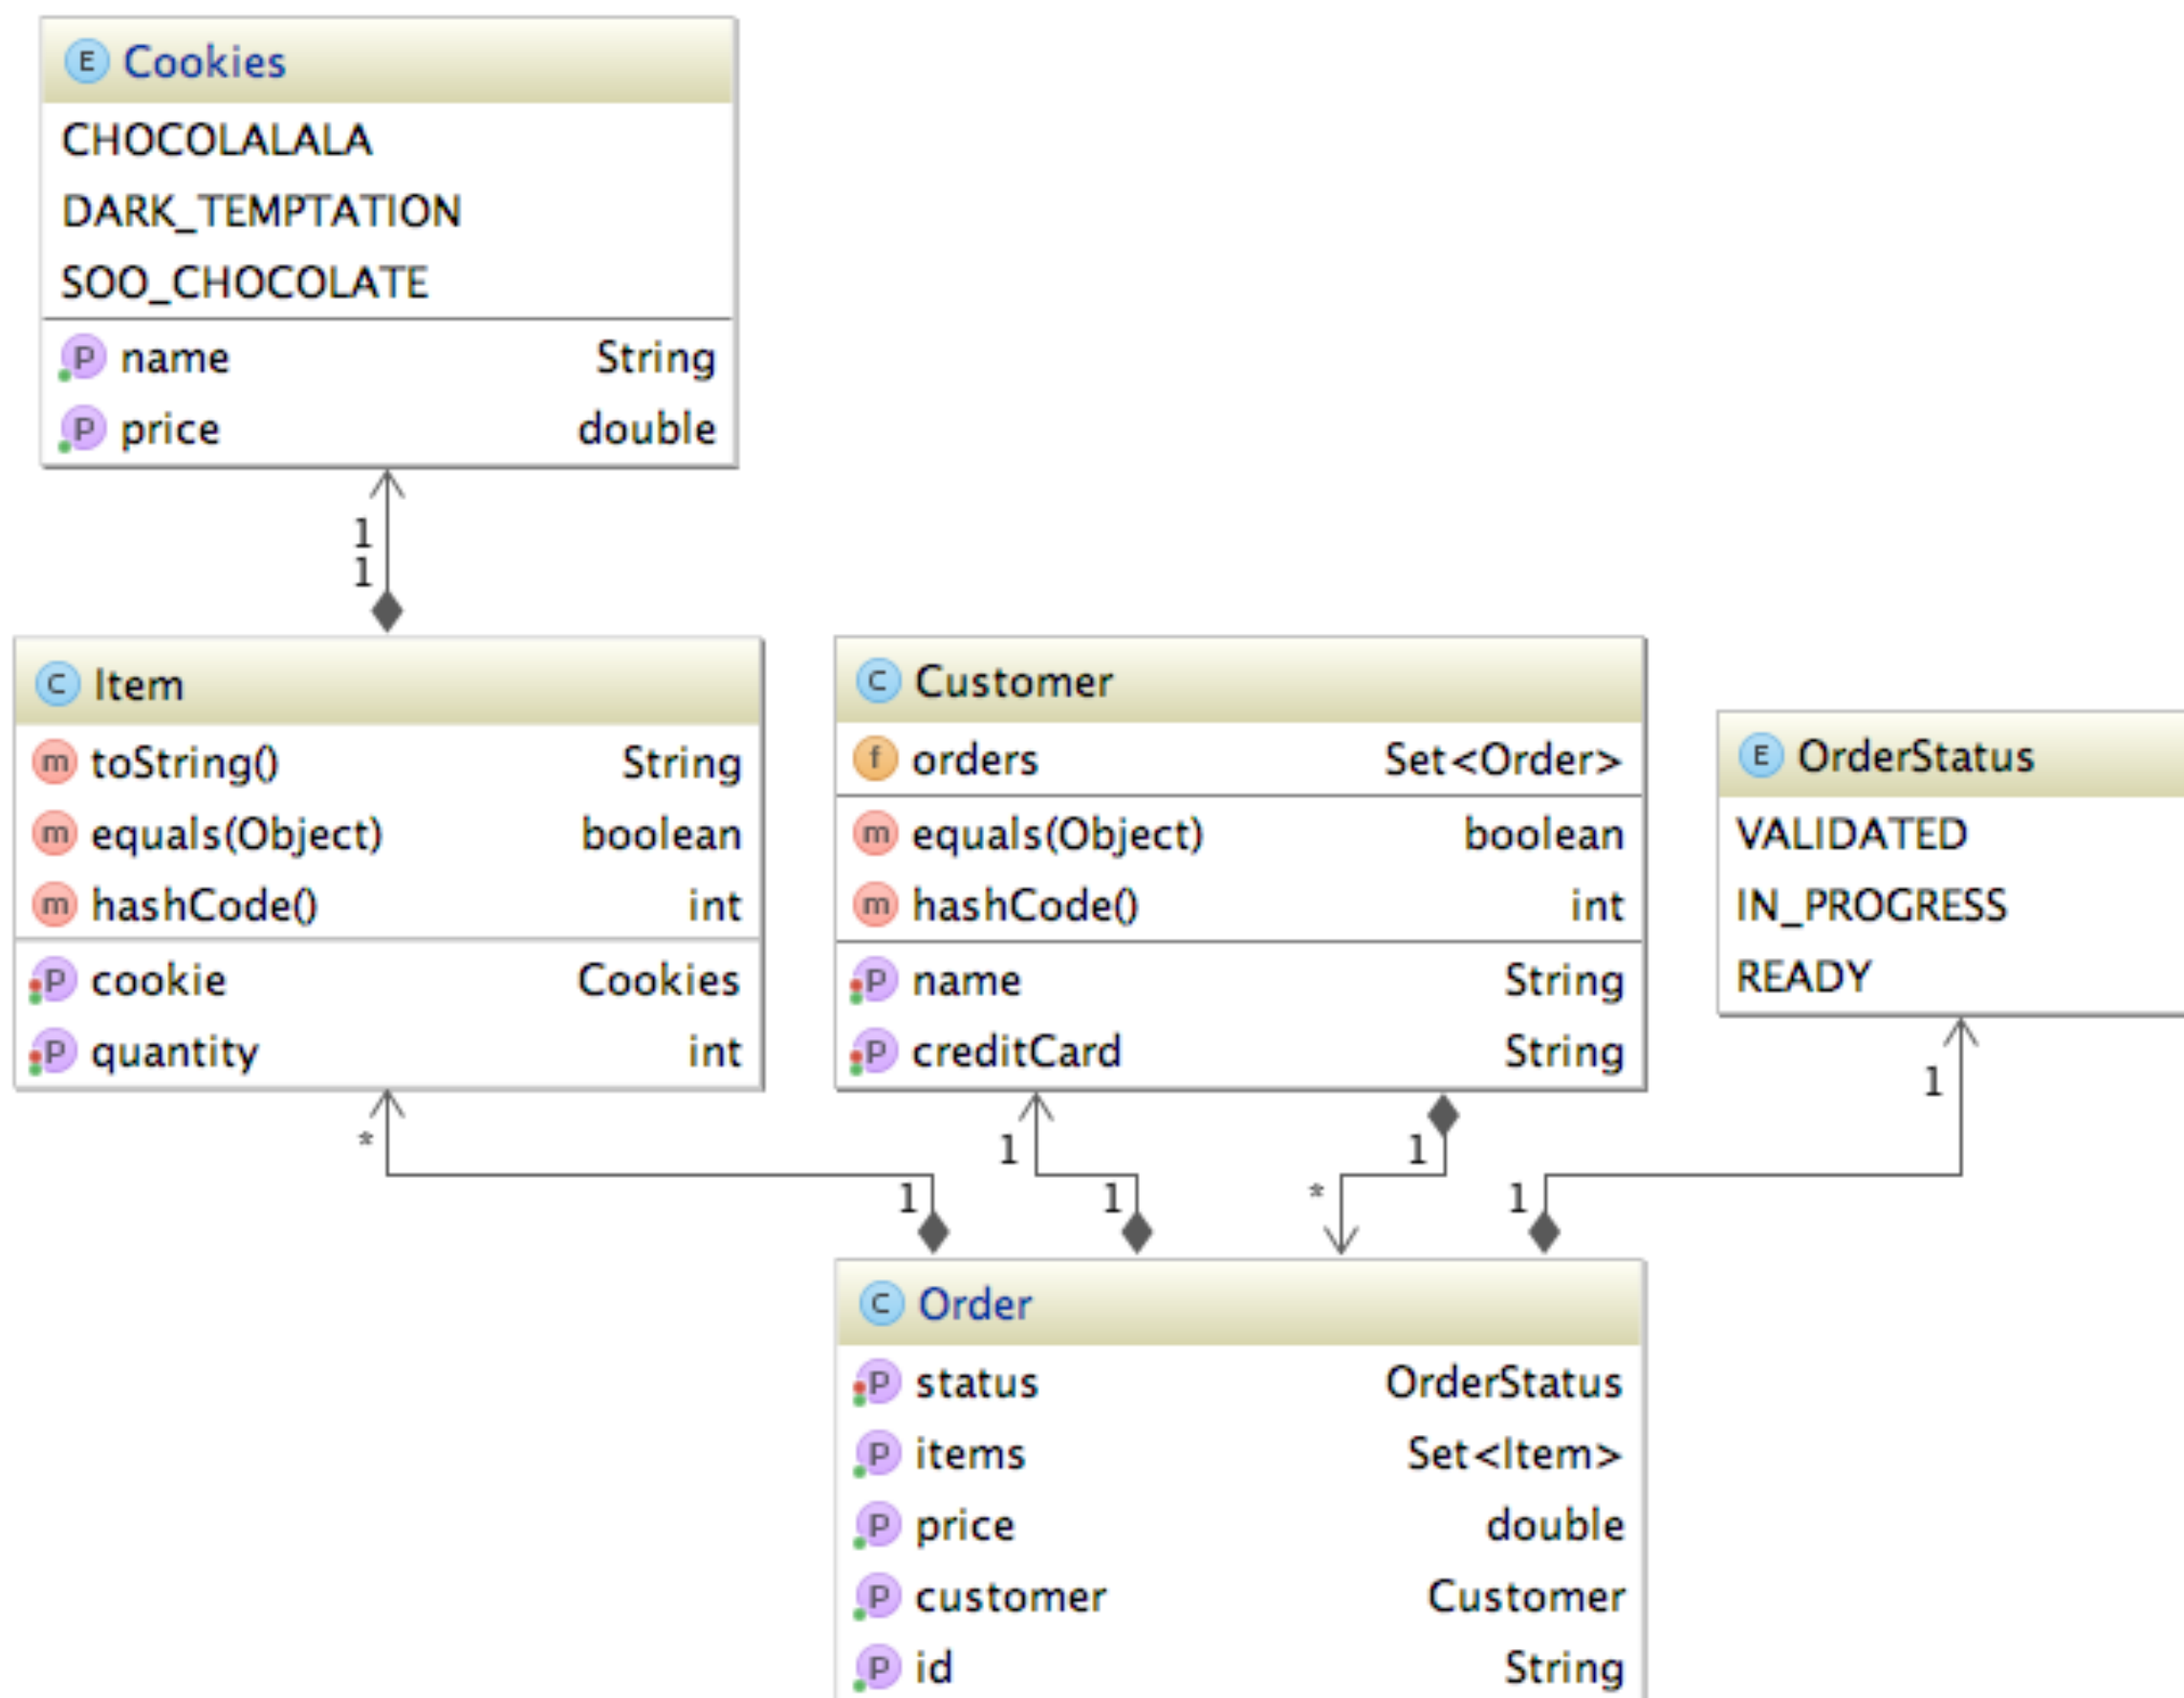 E Cookies
CHOCOLALALA
DARK_TEMPTATION
SOO_CHOCOLATE
P name String
P price double
1
1
C Item
m toString() String
m equals(Object) boolean
m hashCode() int
P cookie Cookies
P quantity int
C Customer
f orders Set<Order>
m equals(Object) boolean
m hashCode() int
P name String
P creditCard String
E OrderStatus
VALIDATED
IN_PROGRESS
READY
* 1
1 1
1 *
1 1
C Order
P status OrderStatus
P items Set<Item>
P price double
P customer Customer
P id String